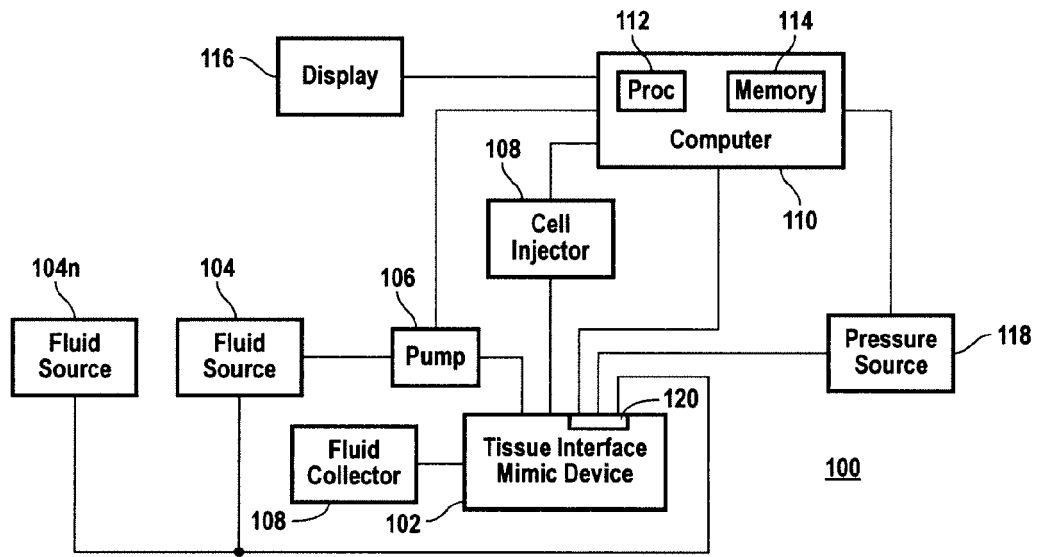 112
114
116
Display
Proc
Memory
Computer
108
110
Cell
Injector
104n
104
106
Fluid
Source
Fluid
Source
Pump
Pressure
Source
118
120
Fluid
Collector
Tissue Interface
Mimic Device
100
108
102